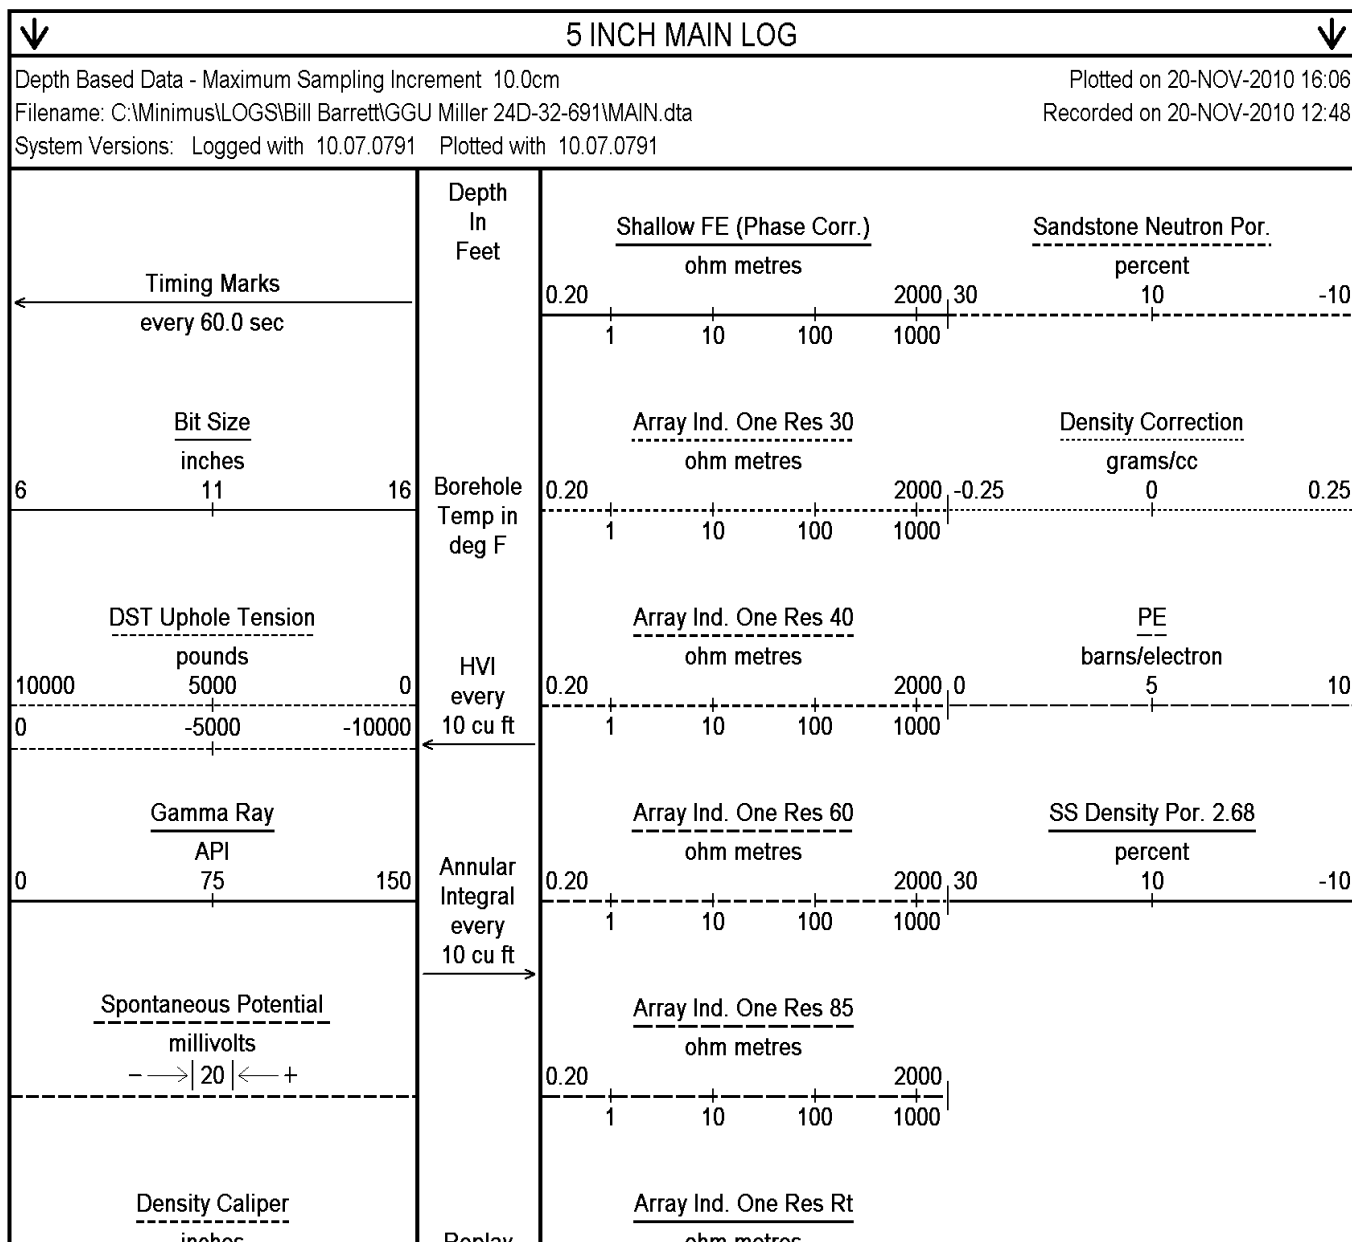 5 INCH MAIN LOG
Depth Based Data - Maximum Sampling Increment 10.0cm
Plotted on 20-NOV-2010 16:06
Filename: C:\Minimus\LOGS\Bill Barrett\GGU Miller 24D-32-691\MAIN.dta
Recorded on 20-NOV-2010 12:48
System Versions: Logged with 10.07.0791 Plotted with 10.07.0791
Timing Marks
every 60.0 sec
Bit Size
inches
6 11 16
DST Uphole Tension
pounds
10000 5000 0
0 -5000 -10000
Gamma Ray
API
0 75 150
Spontaneous Potential
millivolts
- 20 +
Density Caliper
inches
Depth
In
Feet
Borehole
Temp in
deg F
HVI
every
10 cu ft
Annular
Integral
every
10 cu ft
Replay
Shallow FE (Phase Corr.)
ohm metres
0.20 2000
1 10 100 1000
Array Ind. One Res 30
ohm metres
0.20 2000
1 10 100 1000
Array Ind. One Res 40
ohm metres
0.20 2000
1 10 100 1000
Array Ind. One Res 60
ohm metres
0.20 2000
1 10 100 1000
Array Ind. One Res 85
ohm metres
0.20 2000
1 10 100 1000
Array Ind. One Res Rt
ohm metres
Sandstone Neutron Por.
percent
30 10 -10
Density Correction
grams/cc
-0.25 0 0.25
PE
barns/electron
0 5 10
SS Density Por. 2.68
percent
30 10 -10